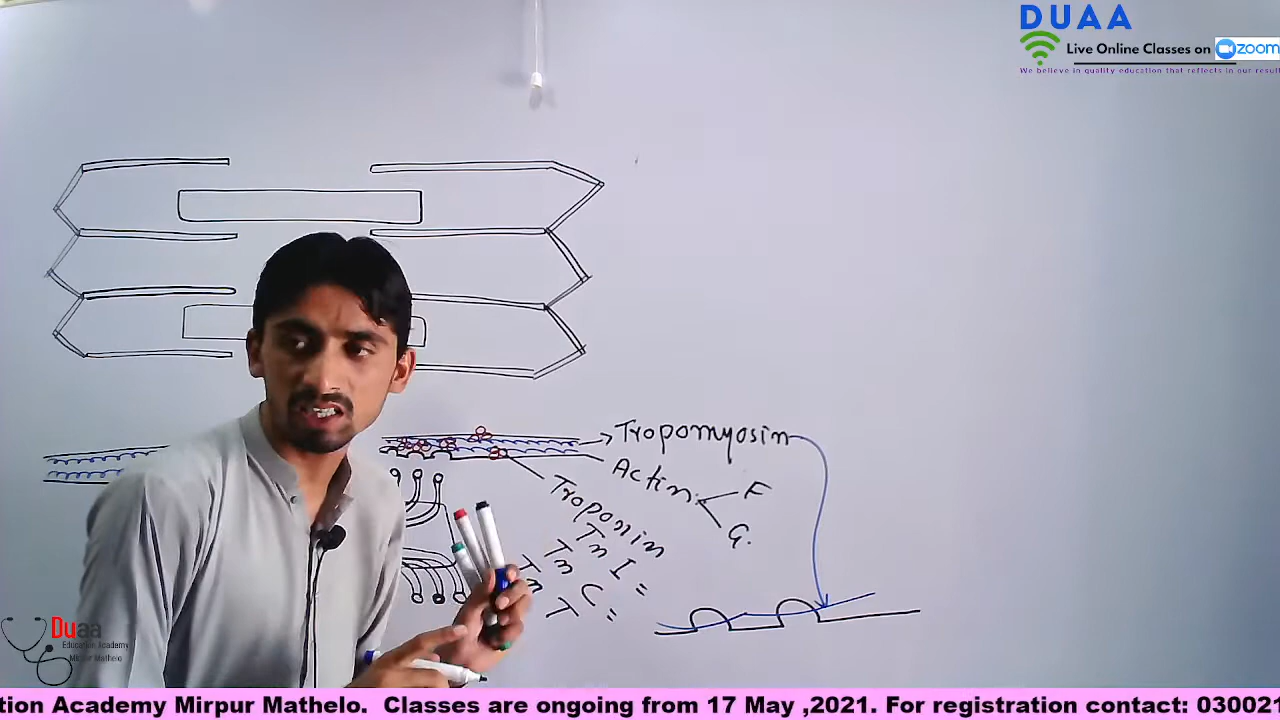 DUAA
Live Online Classes on zoom
We believe in quality education that reflects in our result
Tropomyosin
Actin F
G.
Troponin
Tn I =
Tn C =
Tn T
Duaa
Education Academy
Mirpur Mathelo
tion Academy Mirpur Mathelo. Classes are ongoing from 17 May ,2021. For registration contact: 030021